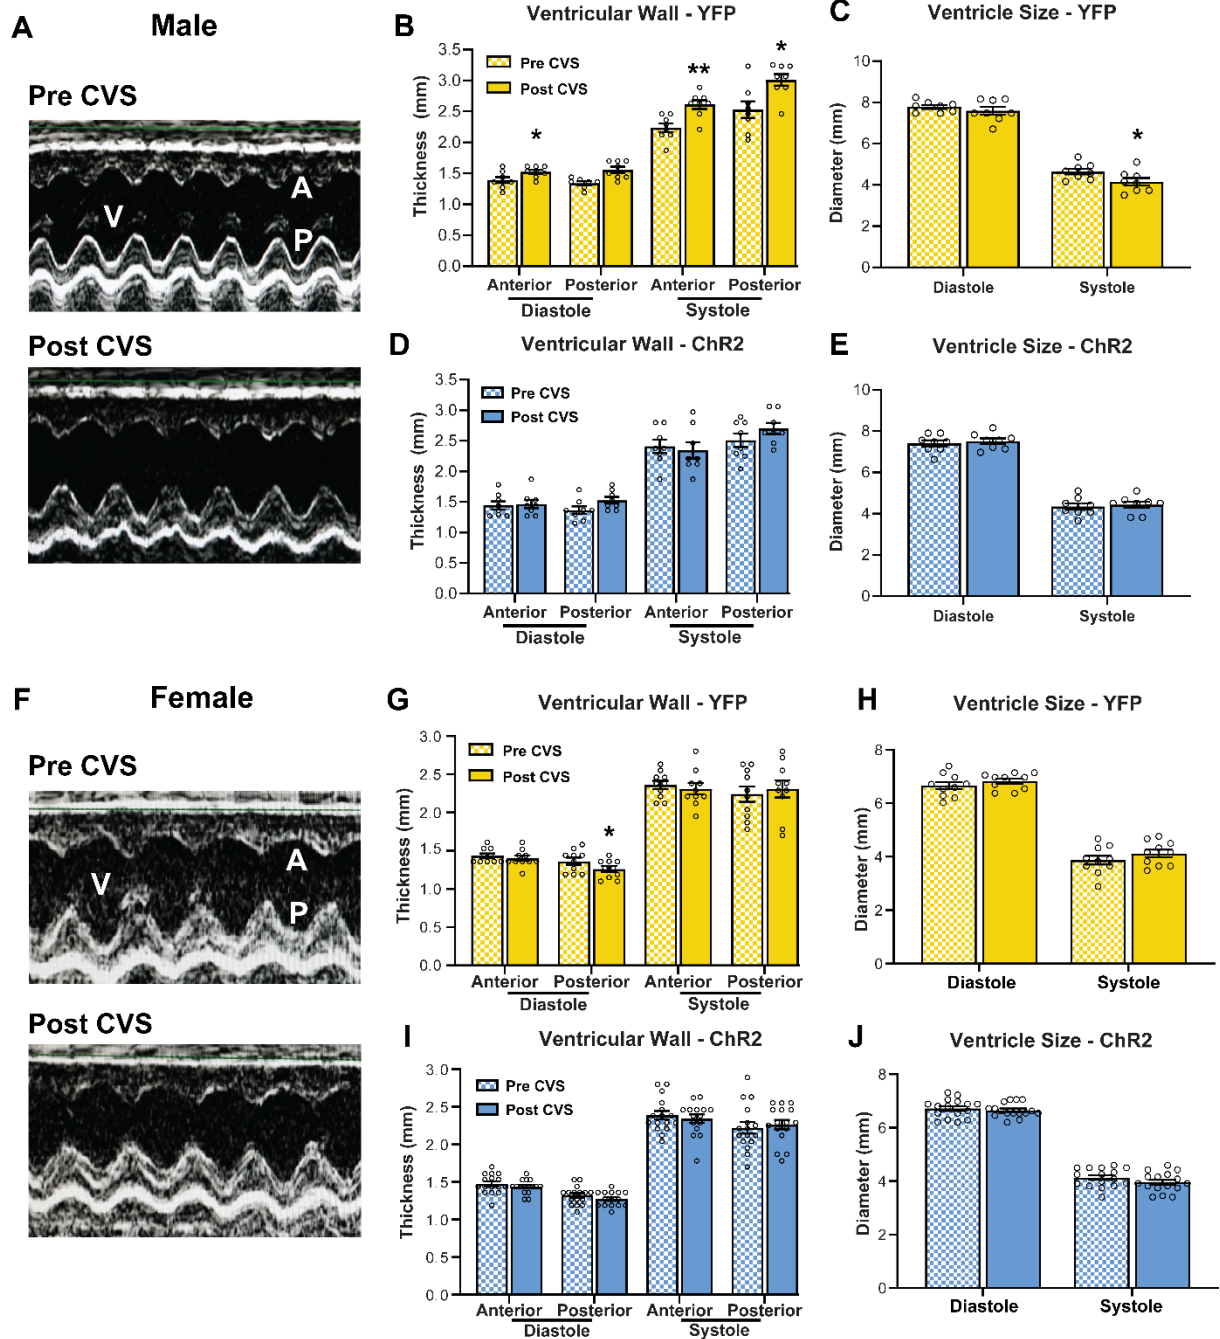 A
Male
Pre CVS
A
V
P
Post CVS
B
Ventricular Wall - YFP
Pre CVS
Post CVS
Thickness (mm)
3.5
3.0
2.5
2.0
1.5
1.0
0.5
0.0
*
**
*
Anterior Posterior Anterior Posterior
Diastole Systole
C
Ventricle Size - YFP
Diameter (mm)
10
8
6
4
2
0
*
Diastole Systole
D
Ventricular Wall - ChR2
Pre CVS
Post CVS
Thickness (mm)
3.5
3.0
2.5
2.0
1.5
1.0
0.5
0.0
Anterior Posterior Anterior Posterior
Diastole Systole
E
Ventricle Size - ChR2
Diameter (mm)
10
8
6
4
2
0
Diastole Systole
F
Female
Pre CVS
A
V
P
Post CVS
G
Ventricular Wall - YFP
Pre CVS
Post CVS
Thickness (mm)
3.0
2.5
2.0
1.5
1.0
0.5
0.0
*
Anterior Posterior Anterior Posterior
Diastole Systole
H
Ventricle Size - YFP
Diameter (mm)
8
6
4
2
0
Diastole Systole
I
Ventricular Wall - ChR2
Pre CVS
Post CVS
Thickness (mm)
3.0
2.5
2.0
1.5
1.0
0.5
0.0
Anterior Posterior Anterior Posterior
Diastole Systole
J
Ventricle Size - ChR2
Diameter (mm)
8
6
4
2
0
Diastole Systole